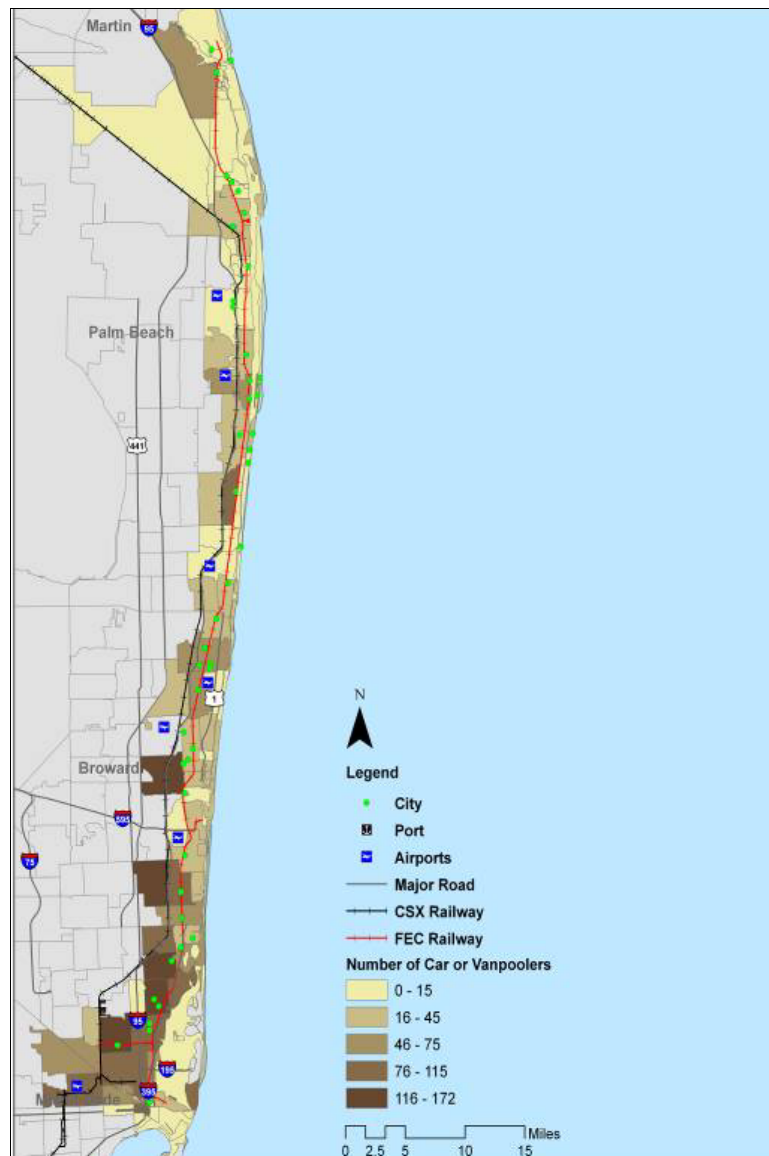 Martin
95
Palm Beach
441
1
Broward
595
75
95
195
395
N
Legend
City
Port
Airports
Major Road
CSX Railway
FEC Railway
Number of Car or Vanpoolers
0 - 15
16 - 45
46 - 75
76 - 115
116 - 172
Miles
0 2.5 5 10 15